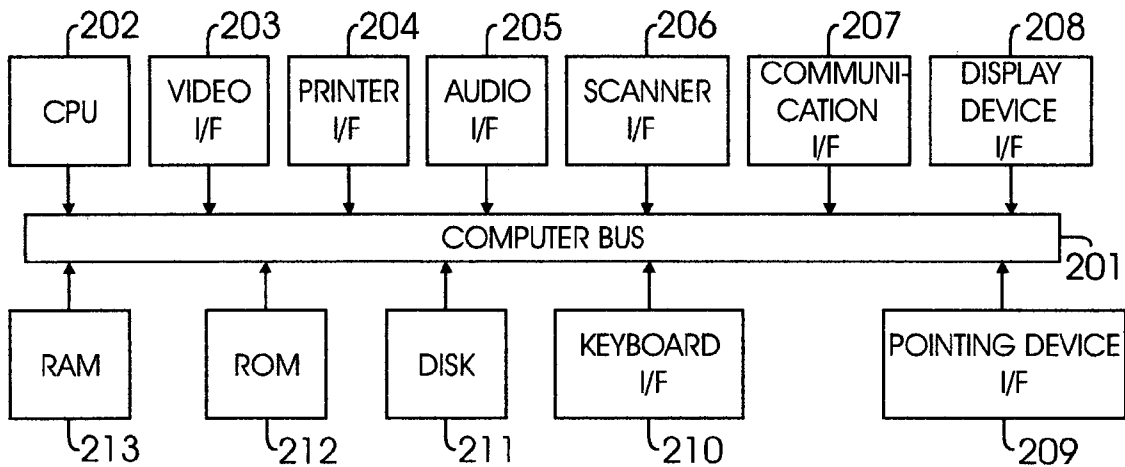 202 203 204 205 206 207 208
CPU
VIDEO
I/F
PRINTER
I/F
AUDIO
I/F
SCANNER
I/F
COMMUNI-
CATION
I/F
DISPLAY
DEVICE
I/F
COMPUTER BUS
201
RAM
ROM
DISK
KEYBOARD
I/F
POINTING DEVICE
I/F
213 212 211 210 209